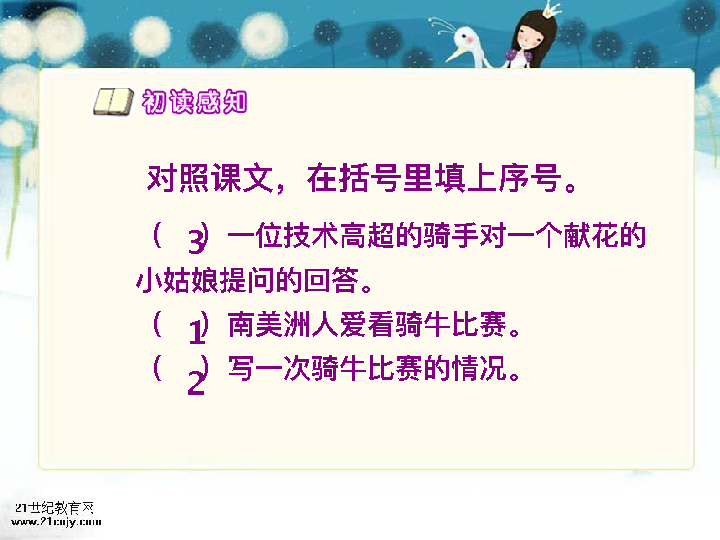 初读感知
对照课文，在括号里填上序号。
（ 3 ）一位技术高超的骑手对一个献花的
小姑娘提问的回答。
（ 1 ）南美洲人爱看骑牛比赛。
（ 2 ）写一次骑牛比赛的情况。
21世纪教育网
www.21cnjy.com